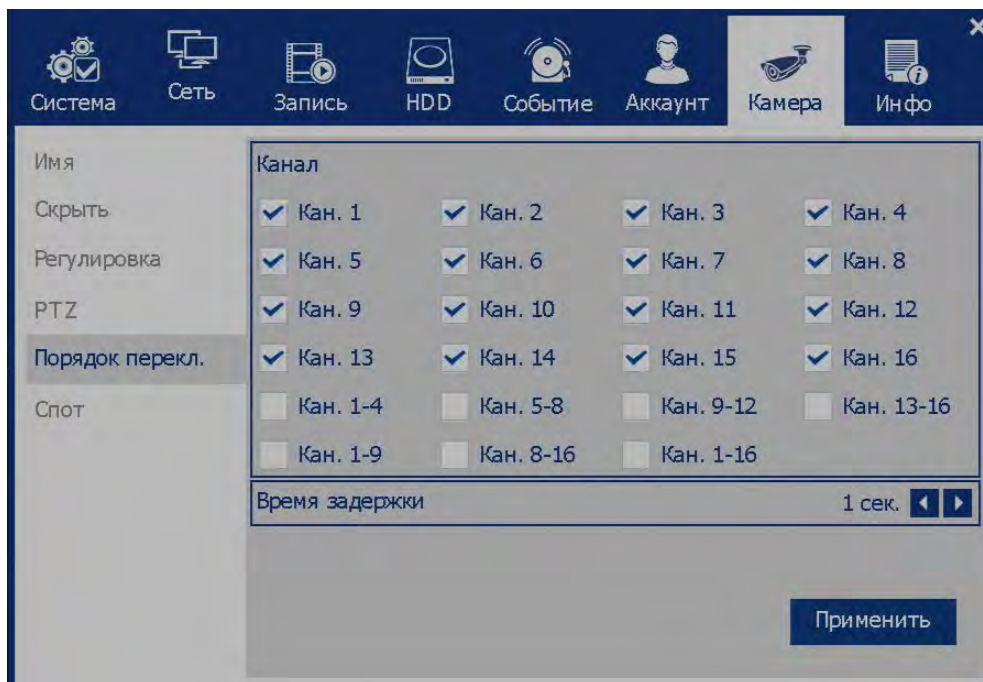 Система Сеть Запись HDD Событие Аккаунт Камера Инфо
Имя
Скрыть
Регулировка
PTZ
Порядок перекл.
Спот
Канал
Кан. 1 Кан. 2 Кан. 3 Кан. 4
Кан. 5 Кан. 6 Кан. 7 Кан. 8
Кан. 9 Кан. 10 Кан. 11 Кан. 12
Кан. 13 Кан. 14 Кан. 15 Кан. 16
Кан. 1-4 Кан. 5-8 Кан. 9-12 Кан. 13-16
Кан. 1-9 Кан. 8-16 Кан. 1-16
Время задержки 1 сек.
Применить